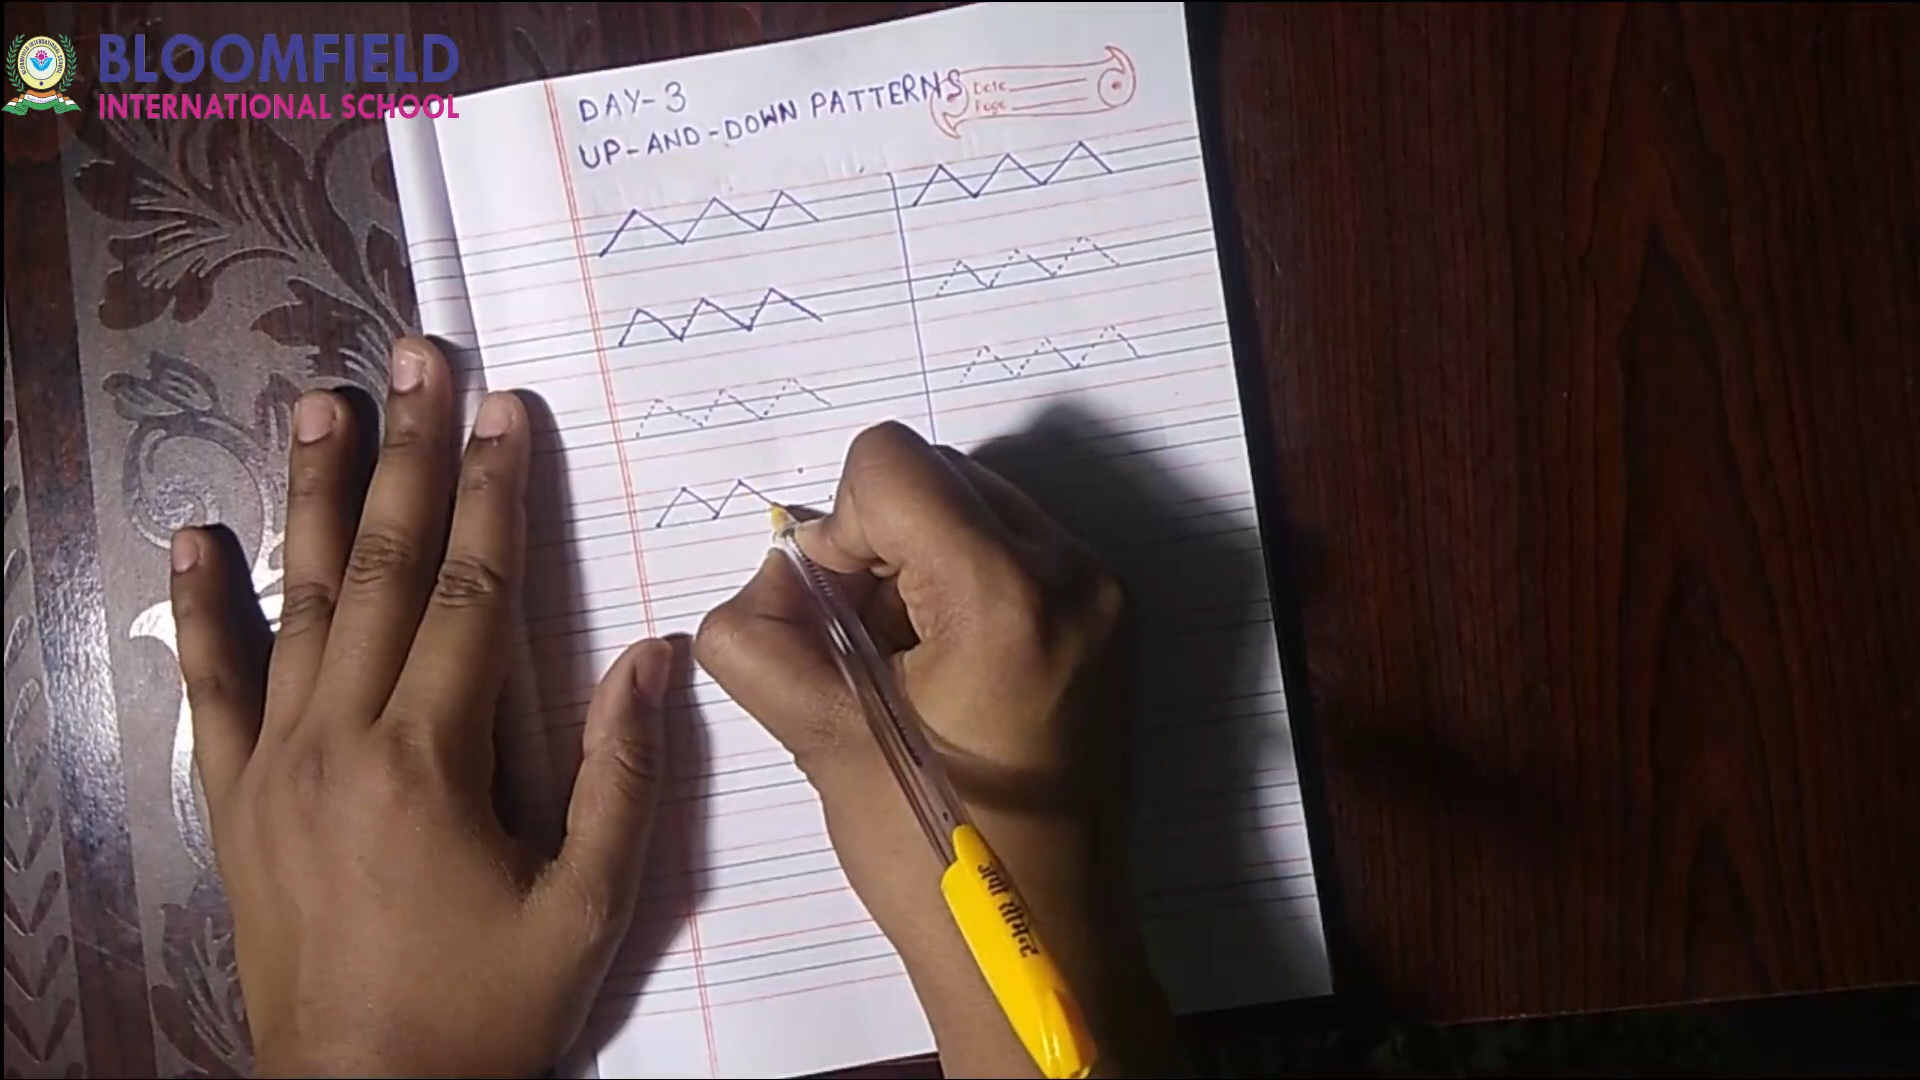 BLOOMFIELD
INTERNATIONAL SCHOOL
DAY-3
UP-AND-DOWN PATTERNS
Date
Page